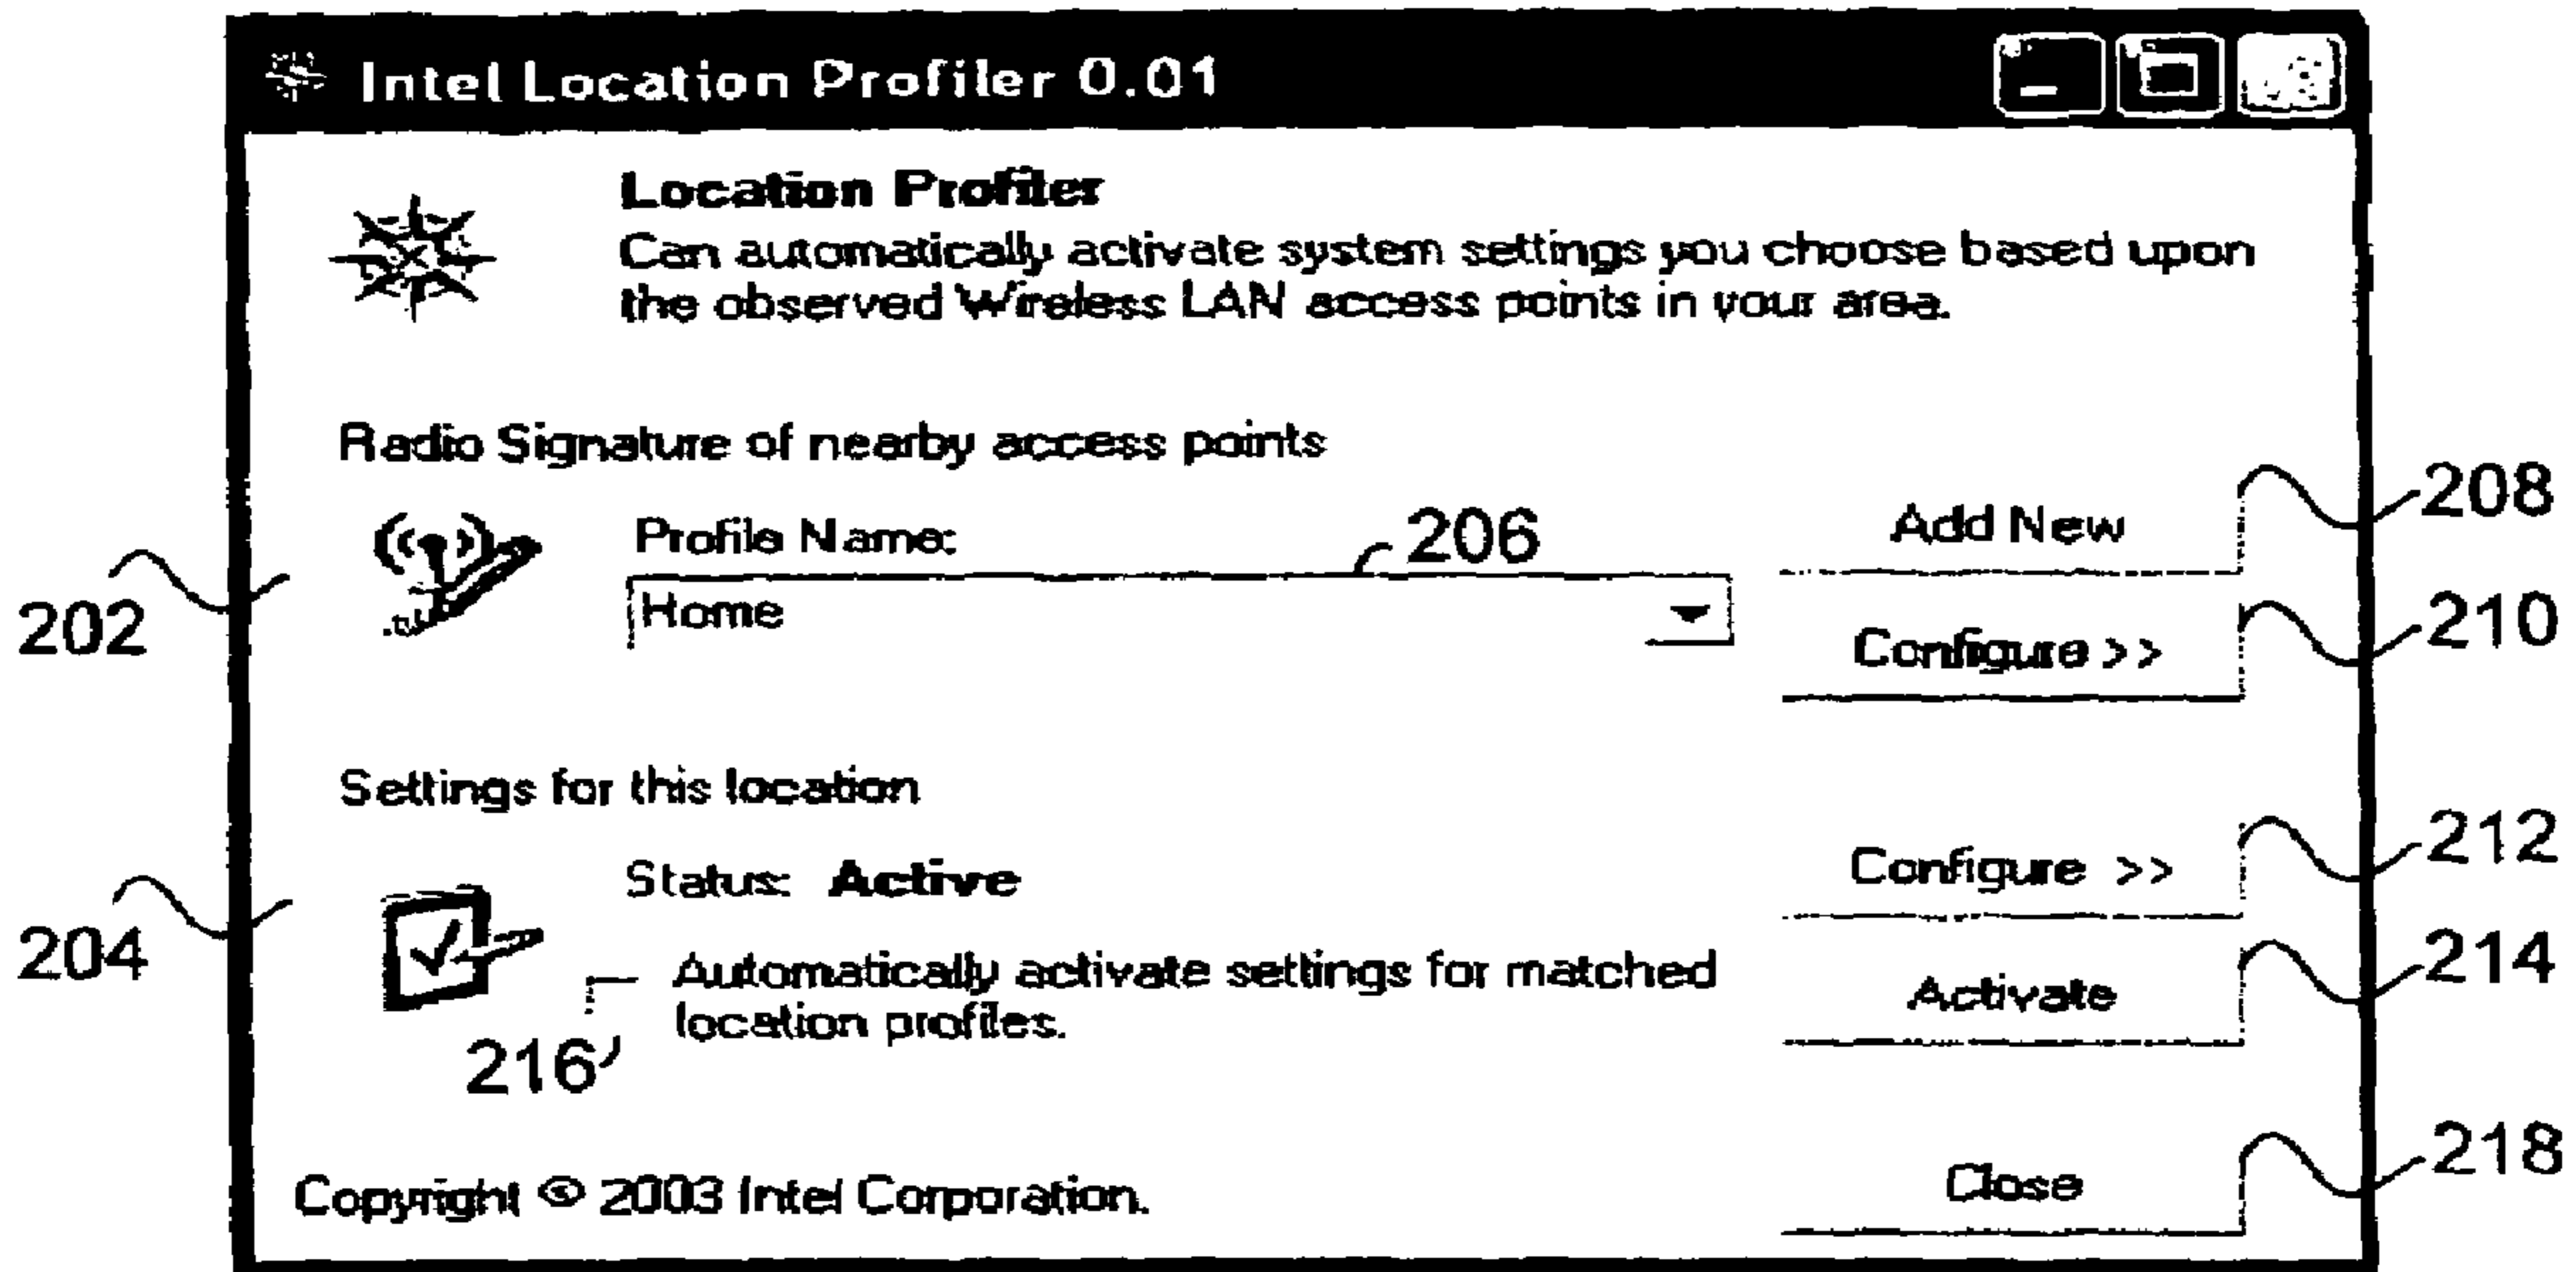 Intel Location Profiler 0.01
Location Profiler
Can automatically activate system settings you choose based upon
the observed Wireless LAN access points in your area.
Radio Signature of nearby access points
Profile Name:
206
Add New
208
Home
202
Configure >>
210
Settings for this location
Status: Active
Configure >>
212
204
Automatically activate settings for matched
location profiles.
Activate
214
216
Copyright © 2003 Intel Corporation.
Close
218